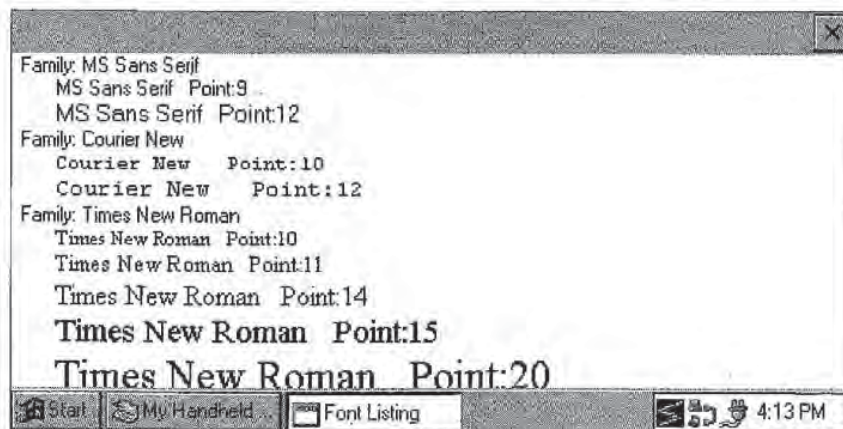 Family: MS Sans Serif
MS Sans Serif Point:9
MS Sans Serif Point:12
Family: Courier New
Courier New Point:10
Courier New Point:12
Family: Times New Roman
Times New Roman Point:10
Times New Roman Point:11
Times New Roman Point:14
Times New Roman Point:15
Times New Roman Point:20
Start My Handheld ... Font Listing 4:13 PM